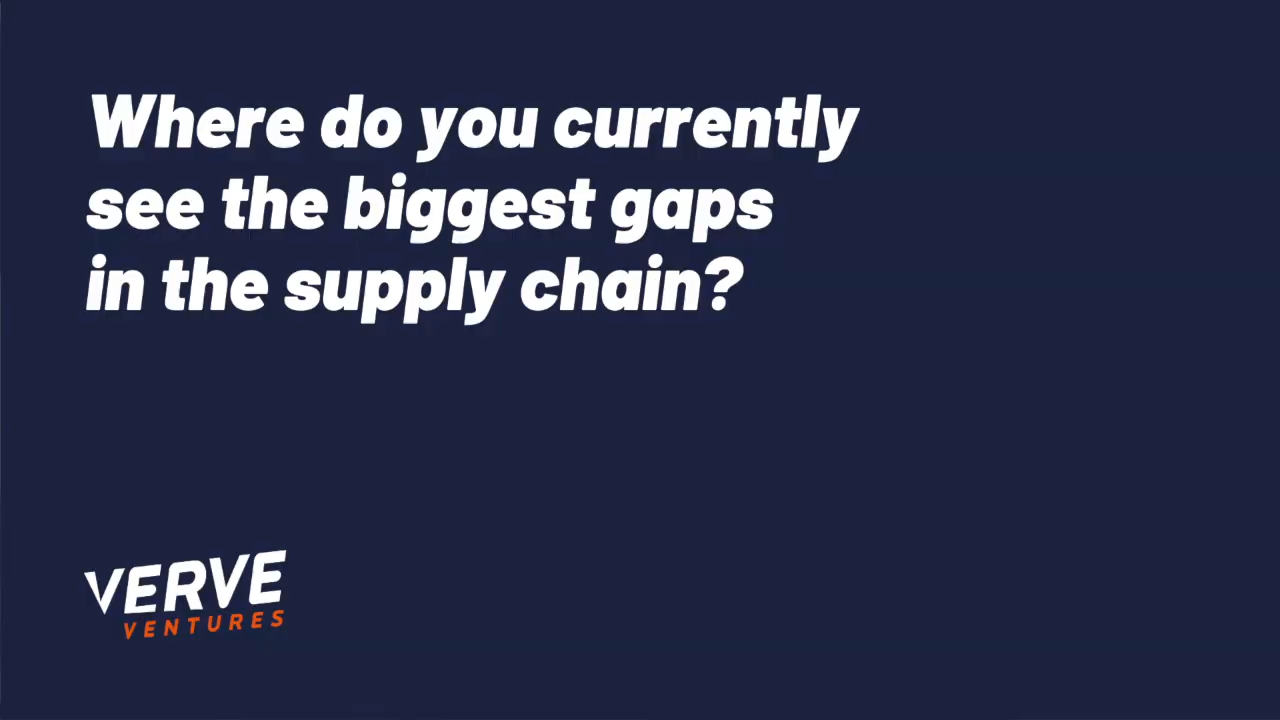 Where do you currently
see the biggest gaps
in the supply chain?
VERVE
VENTURES